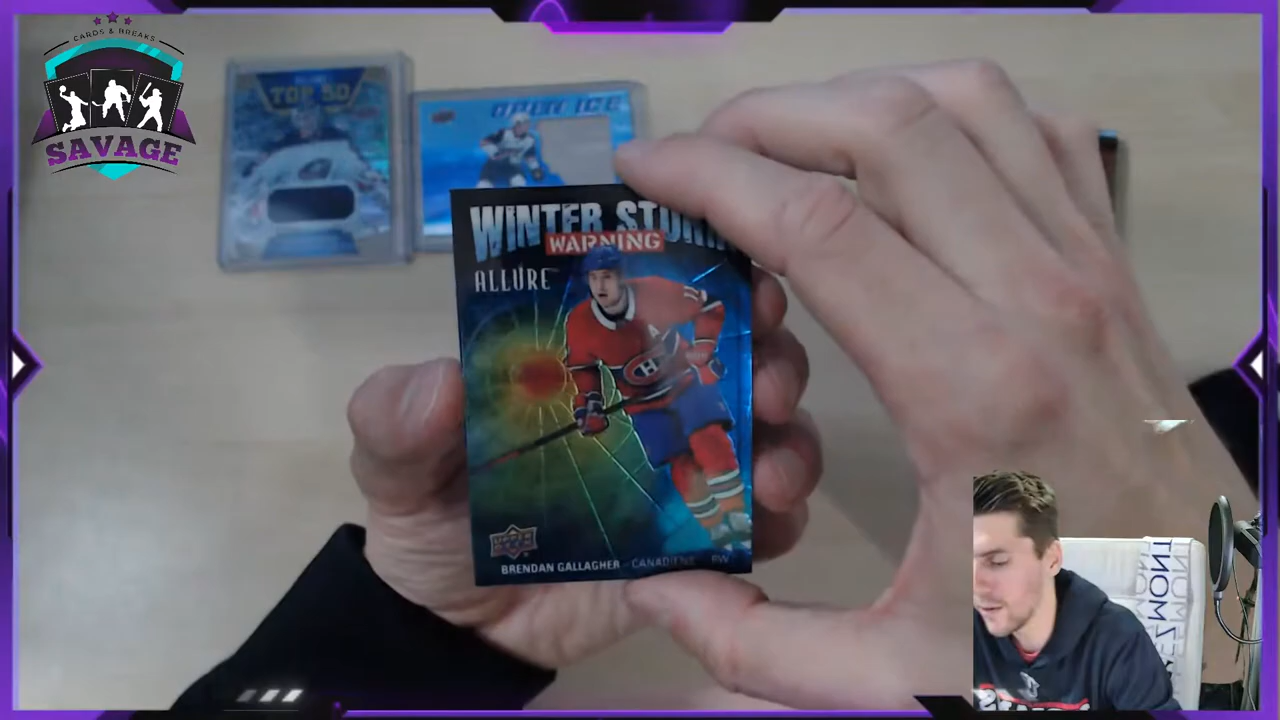 CARDS & BREAKS
SAVAGE
TOP 50
OPEN ICE
WINTER STORM
WARNING
ALLURE
BRENDAN GALLAGHER - CANADIENS RW